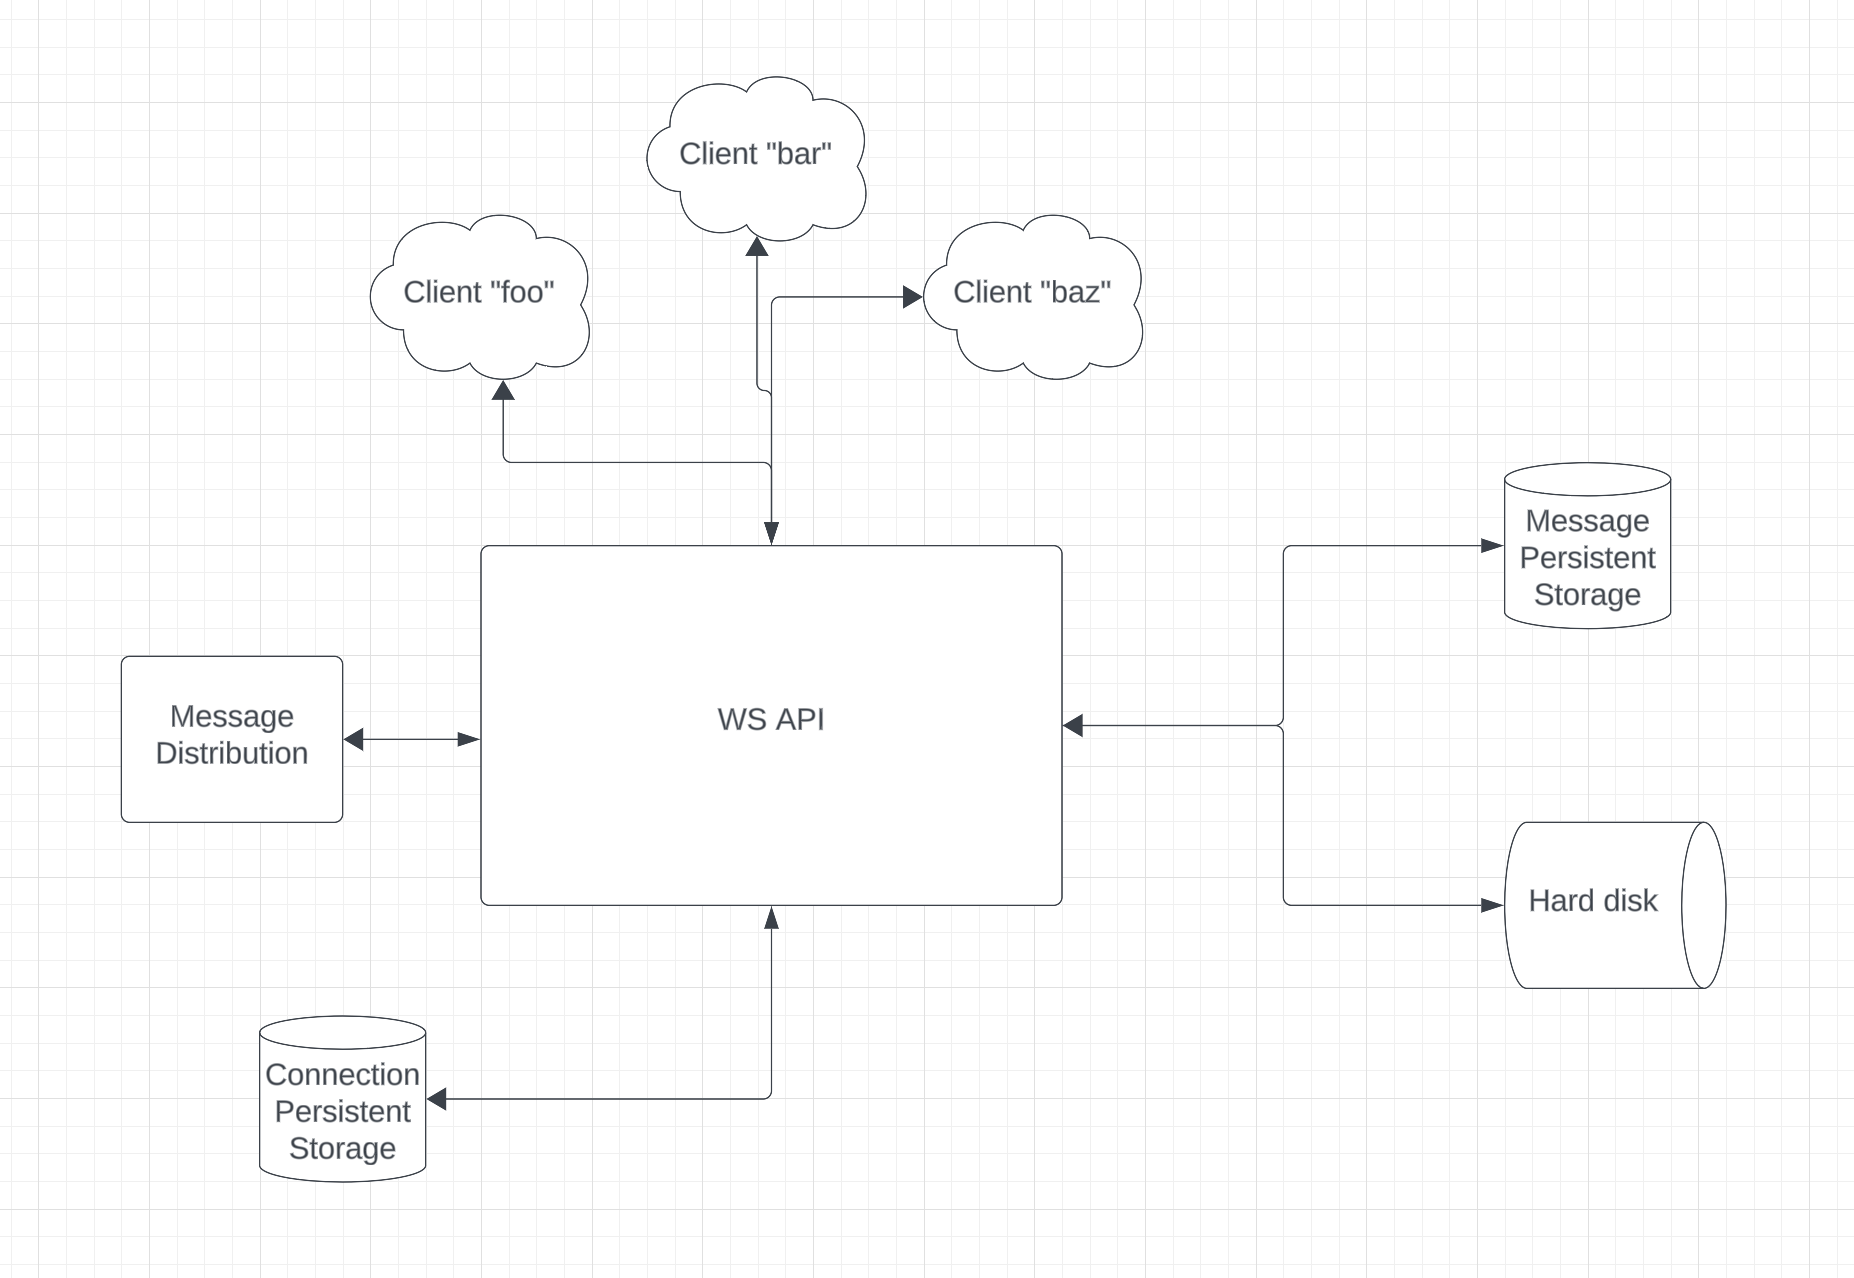 Client "bar"
Client "foo"
Client "baz"
Message
Persistent
Storage
Message
Distribution
WS API
Hard disk
Connection
Persistent
Storage